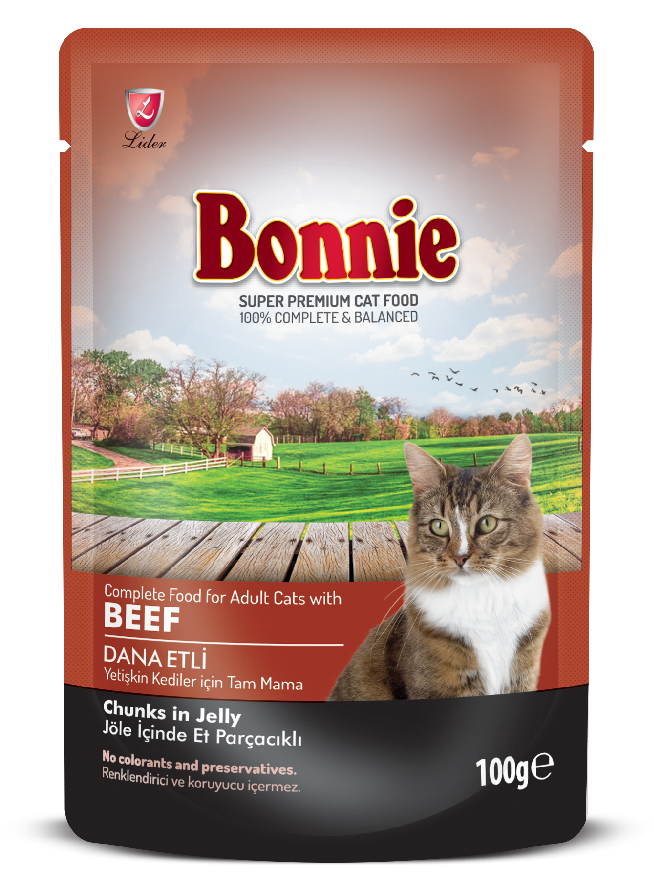 Lider
Bonnie
SUPER PREMIUM CAT FOOD
100% COMPLETE & BALANCED
Complete Food for Adult Cats with
BEEF
DANA ETLİ
Yetişkin Kediler için Tam Mama
Chunks in Jelly
Jöle İçinde Et Parçacıklı
No colorants and preservatives.
Renklendirici ve koruyucu içermez.
100g℮